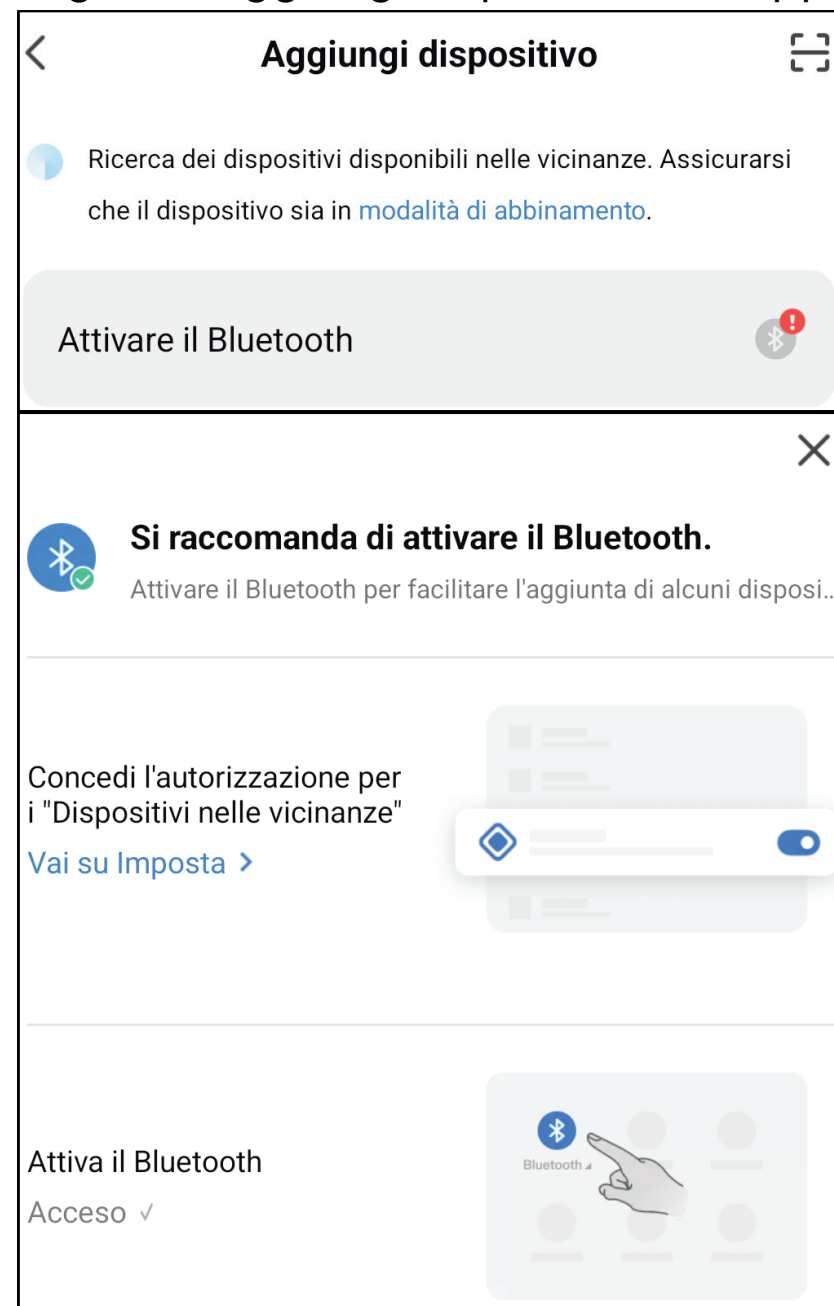 Aggiungi dispositivo
Ricerca dei dispositivi disponibili nelle vicinanze. Assicurarsi
che il dispositivo sia in modalità di abbinamento.
Attivare il Bluetooth
Si raccomanda di attivare il Bluetooth.
Attivare il Bluetooth per facilitare l'aggiunta di alcuni disposi...
Concedi l'autorizzazione per
i "Dispositivi nelle vicinanze"
Vai su Imposta >
Bluetooth
Attiva il Bluetooth
Acceso ✓